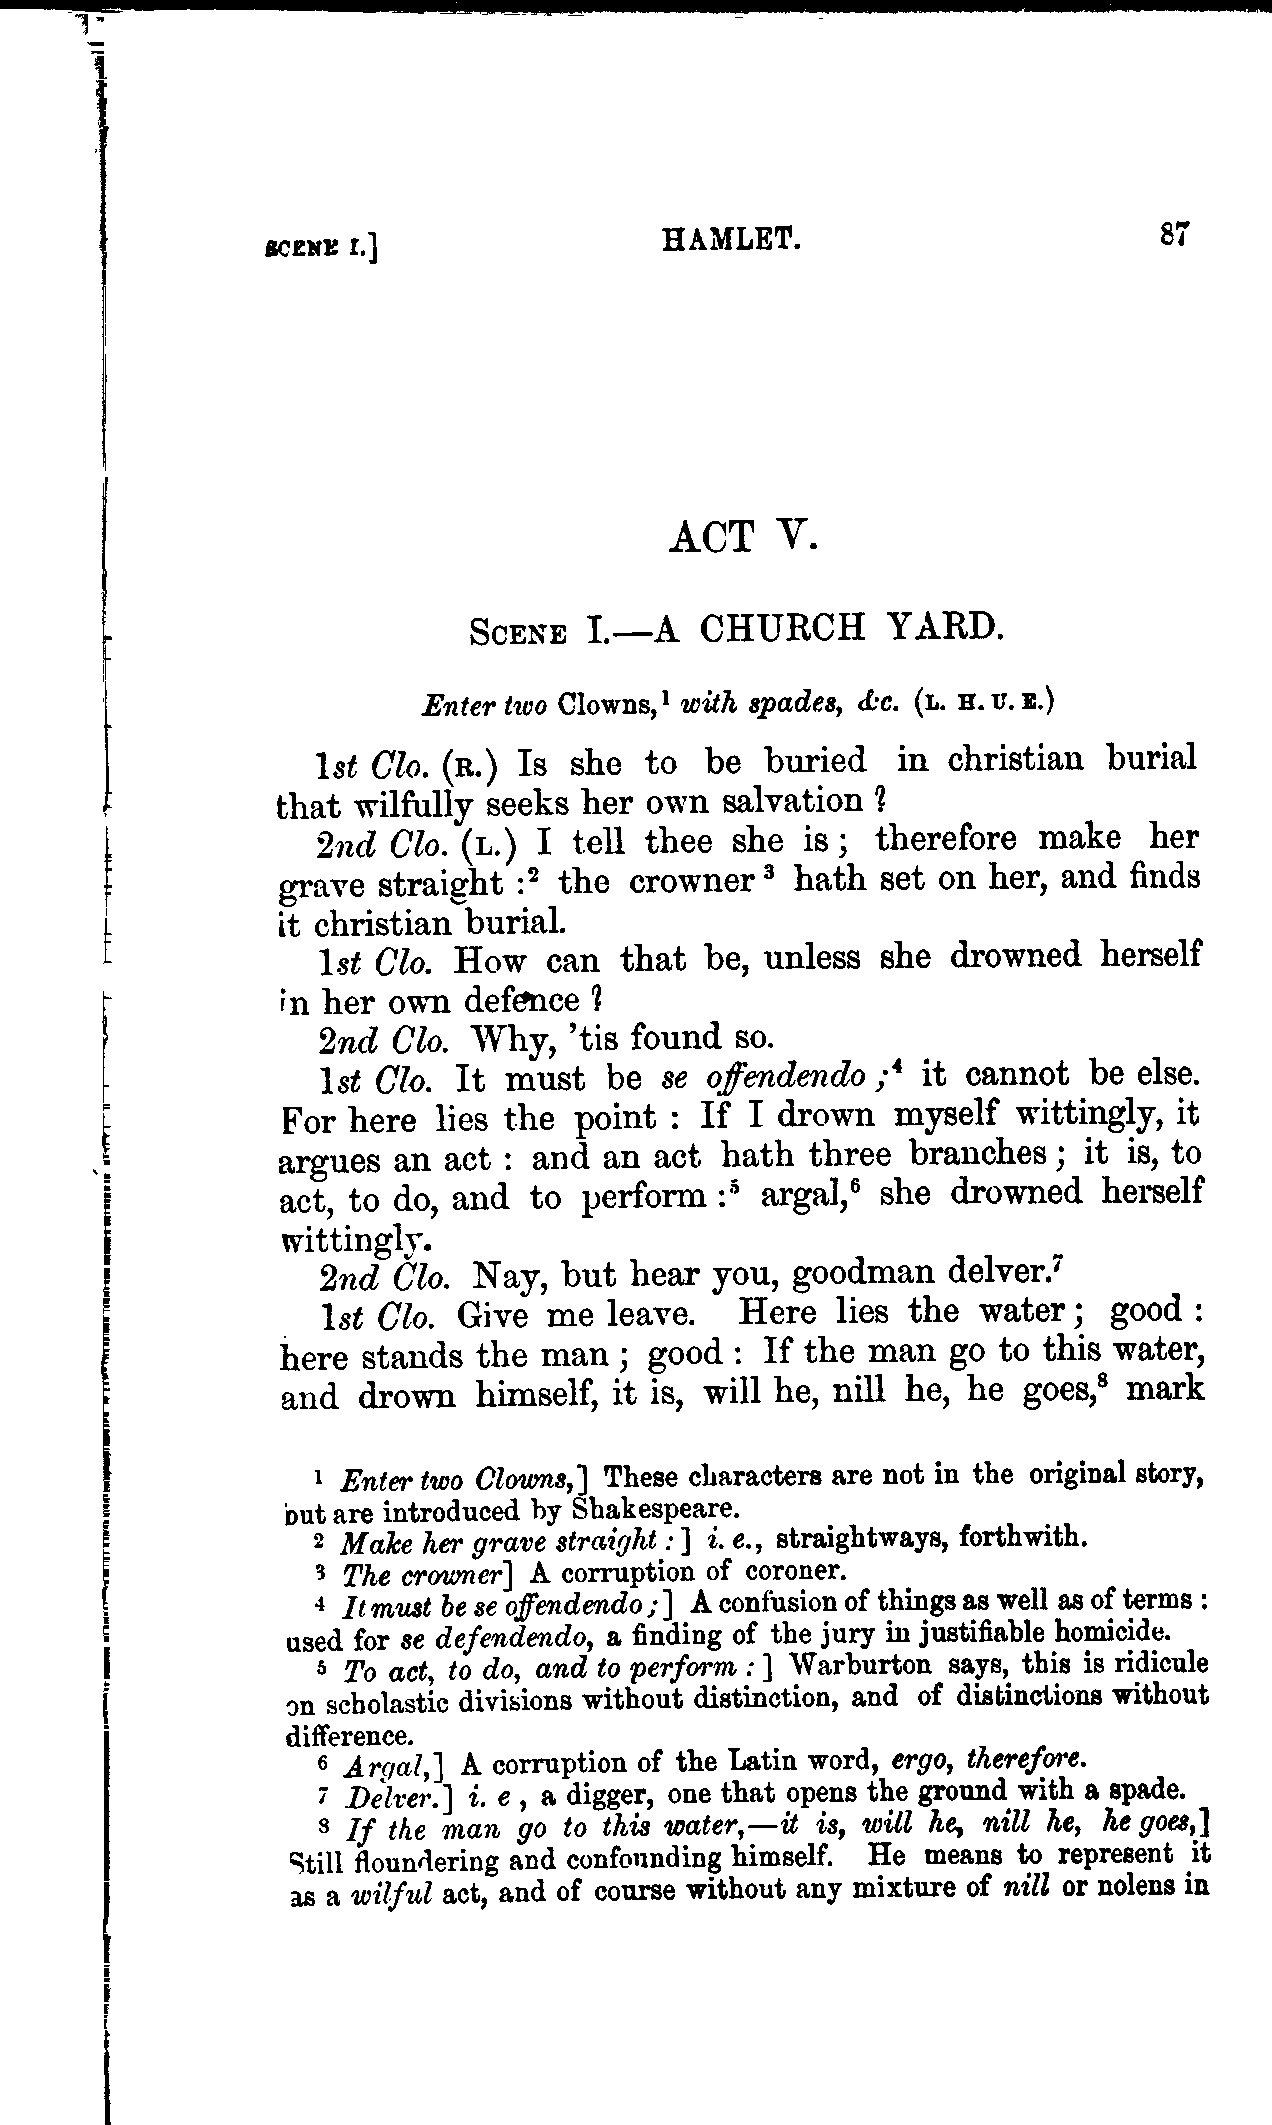 SCENE I.] HAMLET. 87
ACT V.
SCENE I.—A CHURCH YARD.
Enter two Clowns,¹ with spades, &c. (L. H. U. E.)
1st Clo. (R.) Is she to be buried in christian burial
that wilfully seeks her own salvation ?
2nd Clo. (L.) I tell thee she is ; therefore make her
grave straight :² the crowner ³ hath set on her, and finds
it christian burial.
1st Clo. How can that be, unless she drowned herself
in her own defence ?
2nd Clo. Why, 'tis found so.
1st Clo. It must be se offendendo ;⁴ it cannot be else.
For here lies the point : If I drown myself wittingly, it
argues an act : and an act hath three branches ; it is, to
act, to do, and to perform :⁵ argal,⁶ she drowned herself
wittingly.
2nd Clo. Nay, but hear you, goodman delver.⁷
1st Clo. Give me leave. Here lies the water ; good :
here stands the man ; good : If the man go to this water,
and drown himself, it is, will he, nill he, he goes,⁸ mark
¹ Enter two Clowns,] These characters are not in the original story,
but are introduced by Shakespeare.
² Make her grave straight : ] i. e., straightways, forthwith.
³ The crowner] A corruption of coroner.
⁴ It must be se offendendo ; ] A confusion of things as well as of terms :
used for se defendendo, a finding of the jury in justifiable homicide.
⁵ To act, to do, and to perform : ] Warburton says, this is ridicule
on scholastic divisions without distinction, and of distinctions without
difference.
⁶ Argal,] A corruption of the Latin word, ergo, therefore.
⁷ Delver.] i. e , a digger, one that opens the ground with a spade.
⁸ If the man go to this water,—it is, will he, nill he, he goes,]
Still floundering and confounding himself. He means to represent it
as a wilful act, and of course without any mixture of nill or nolens in